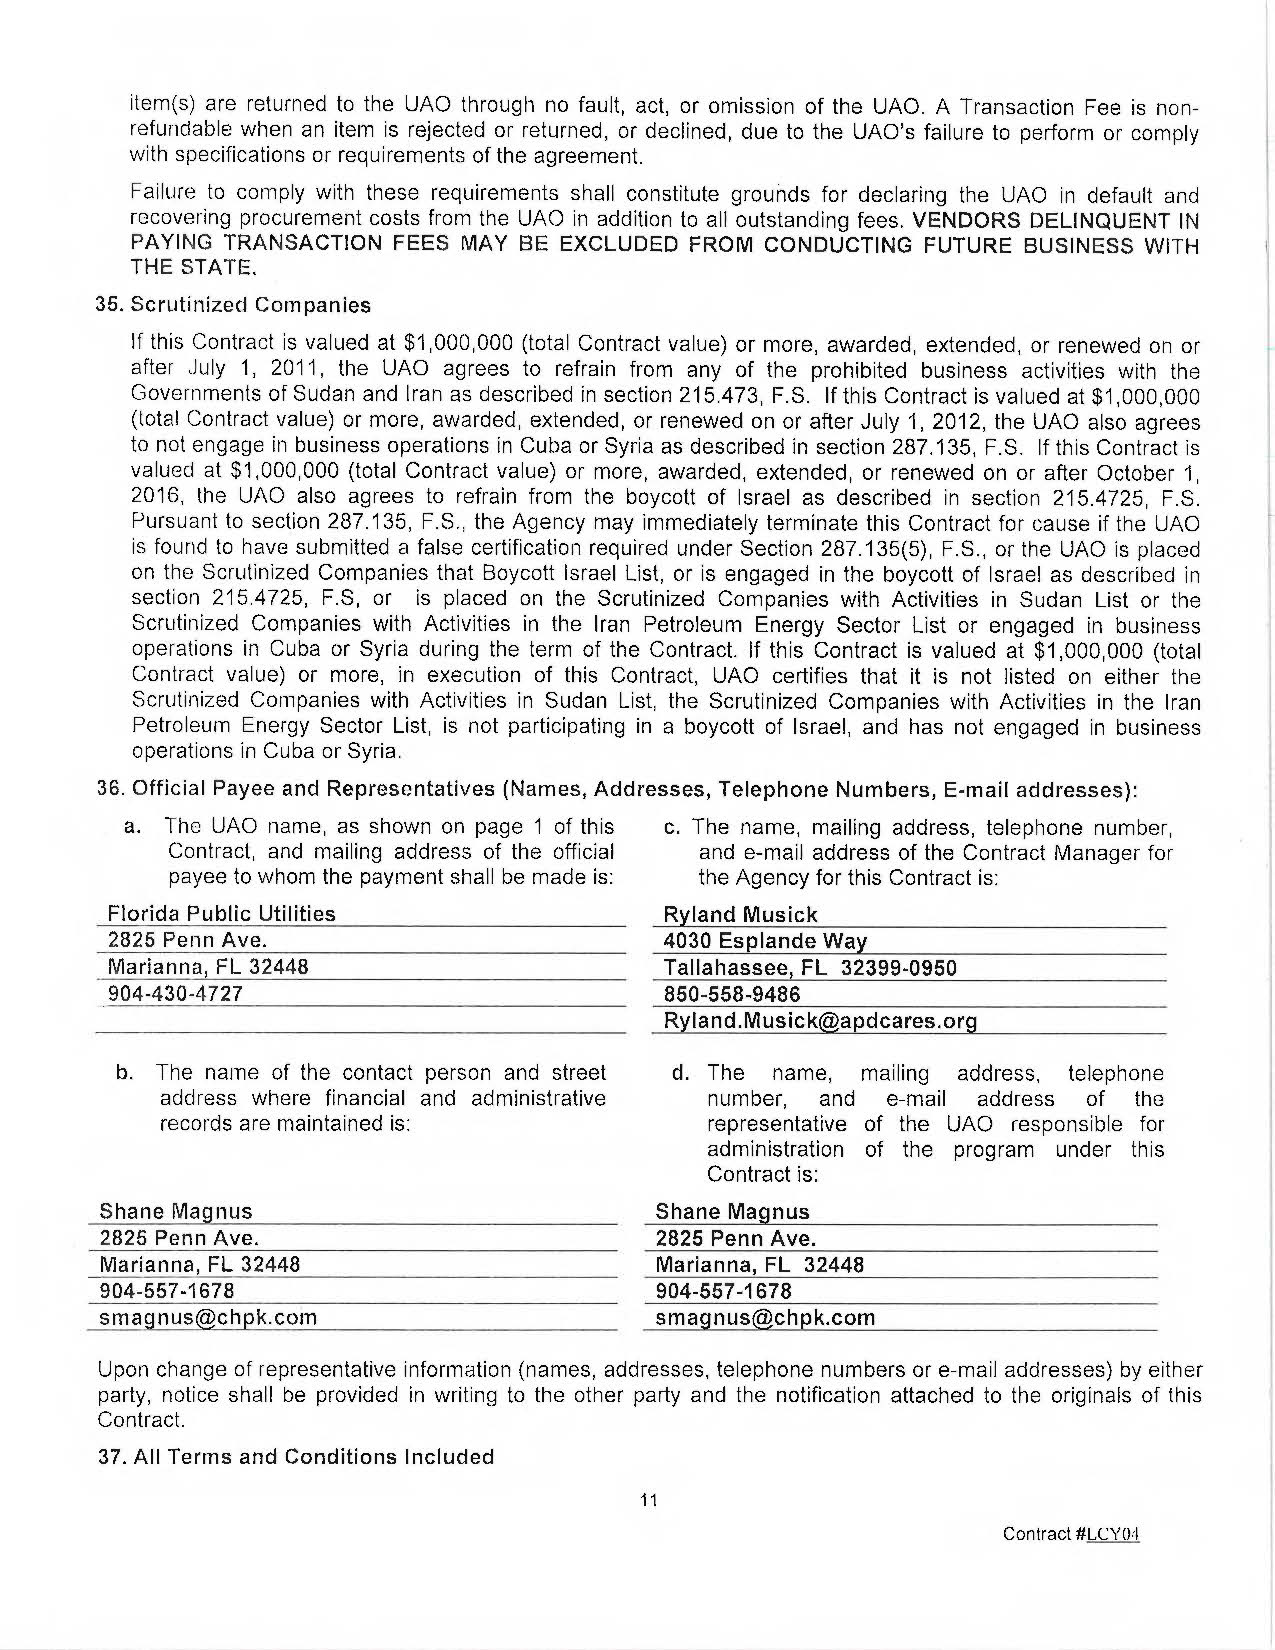 item(s) are returned to the UAO through no fault, act, or omission of the UAO. A Transaction Fee is non-
refundable when an item is rejected or returned, or declined, due to the UAO's failure to perform or comply
with specifications or requirements of the agreement.
Failure to comply with these requirements shall constitute grounds for declaring the UAO in default and
recovering procurement costs from the UAO in addition to all outstanding fees. VENDORS DELINQUENT IN
PAYING TRANSACTION FEES MAY BE EXCLUDED FROM CONDUCTING FUTURE BUSINESS WITH
THE STATE.
35. Scrutinized Companies
If this Contract is valued at $1,000,000 (total Contract value) or more, awarded, extended, or renewed on or
after July 1, 2011, the UAO agrees to refrain from any of the prohibited business activities with the
Governments of Sudan and Iran as described in section 215.473, F.S. If this Contract is valued at $1,000,000
(total Contract value) or more, awarded, extended, or renewed on or after July 1, 2012, the UAO also agrees
to not engage in business operations in Cuba or Syria as described in section 287.135, F.S. If this Contract is
valued at $1,000,000 (total Contract value) or more, awarded, extended, or renewed on or after October 1,
2016, the UAO also agrees to refrain from the boycott of Israel as described in section 215.4725, F.S.
Pursuant to section 287.135, F.S., the Agency may immediately terminate this Contract for cause if the UAO
is found to have submitted a false certification required under Section 287.135(5), F.S., or the UAO is placed
on the Scrutinized Companies that Boycott Israel List, or is engaged in the boycott of Israel as described in
section 215.4725, F.S, or is placed on the Scrutinized Companies with Activities in Sudan List or the
Scrutinized Companies with Activities in the Iran Petroleum Energy Sector List or engaged in business
operations in Cuba or Syria during the term of the Contract. If this Contract is valued at $1,000,000 (total
Contract value) or more, in execution of this Contract, UAO certifies that it is not listed on either the
Scrutinized Companies with Activities in Sudan List, the Scrutinized Companies with Activities in the Iran
Petroleum Energy Sector List, is not participating in a boycott of Israel, and has not engaged in business
operations in Cuba or Syria.
36. Official Payee and Representatives (Names, Addresses, Telephone Numbers, E-mail addresses):
a. The UAO name, as shown on page 1 of this
Contract, and mailing address of the official
payee to whom the payment shall be made is:
Florida Public Utilities
2825 Penn Ave.
Marianna, FL 32448
904-430-4727
c. The name, mailing address, telephone number,
and e-mail address of the Contract Manager for
the Agency for this Contract is:
Ryland Musick
4030 Esplande Way
Tallahassee, FL 32399-0950
850-558-9486
Ryland.Musick@apdcares.org
b. The name of the contact person and street
address where financial and administrative
records are maintained is:
Shane Magnus
2825 Penn Ave.
Marianna, FL 32448
904-557-1678
smagnus@chpk.com
d. The name, mailing address, telephone
number, and e-mail address of the
representative of the UAO responsible for
administration of the program under this
Contract is:
Shane Magnus
2825 Penn Ave.
Marianna, FL 32448
904-557-1678
smagnus@chpk.com
Upon change of representative information (names, addresses, telephone numbers or e-mail addresses) by either
party, notice shall be provided in writing to the other party and the notification attached to the originals of this
Contract.
37. All Terms and Conditions Included
11
Contract #LCY04